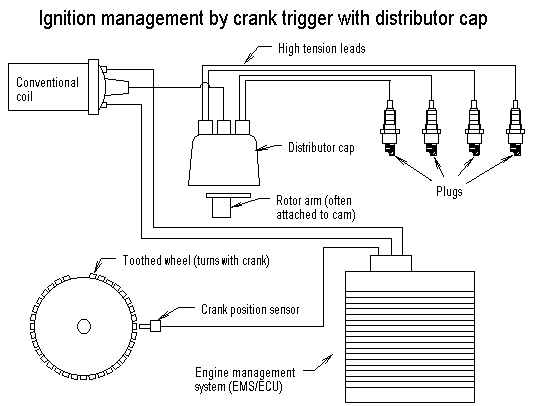 Ignition management by crank trigger with distributor cap
High tension leads
Conventional
coil
Distributor cap
Plugs
Rotor arm (often
attached to cam)
Toothed wheel (turns with crank)
Crank position sensor
Engine management
system (EMS/ECU)